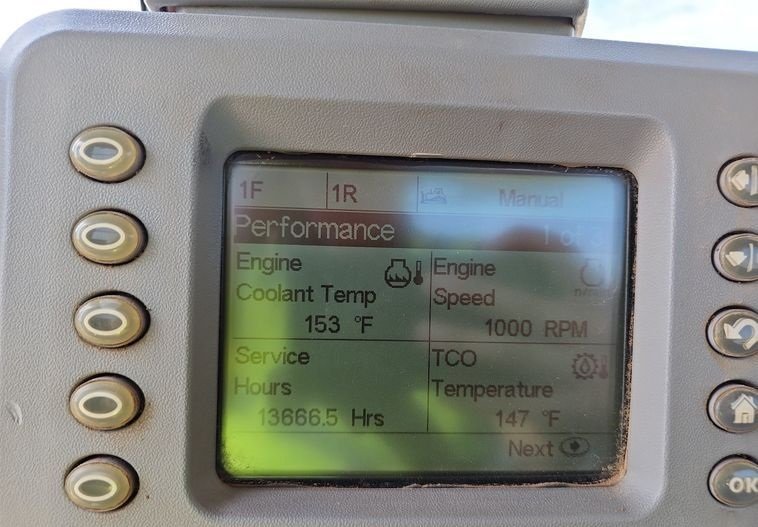 1F 1R Manual
Performance 1 of 3
Engine
Coolant Temp
153 °F
Engine
Speed
n/min
1000 RPM
Service
Hours
13666.5 Hrs
TCO
Temperature
147 °F
Next
OK